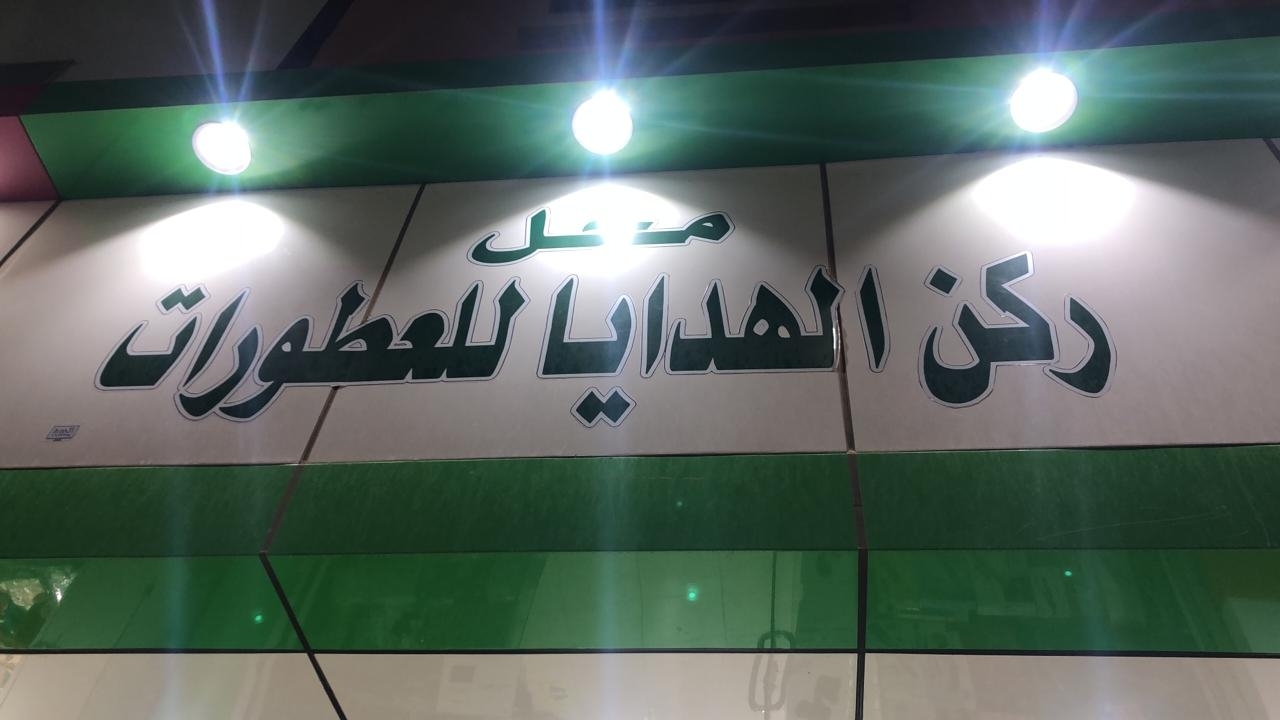 محل
ركن الهدايا للعطورات